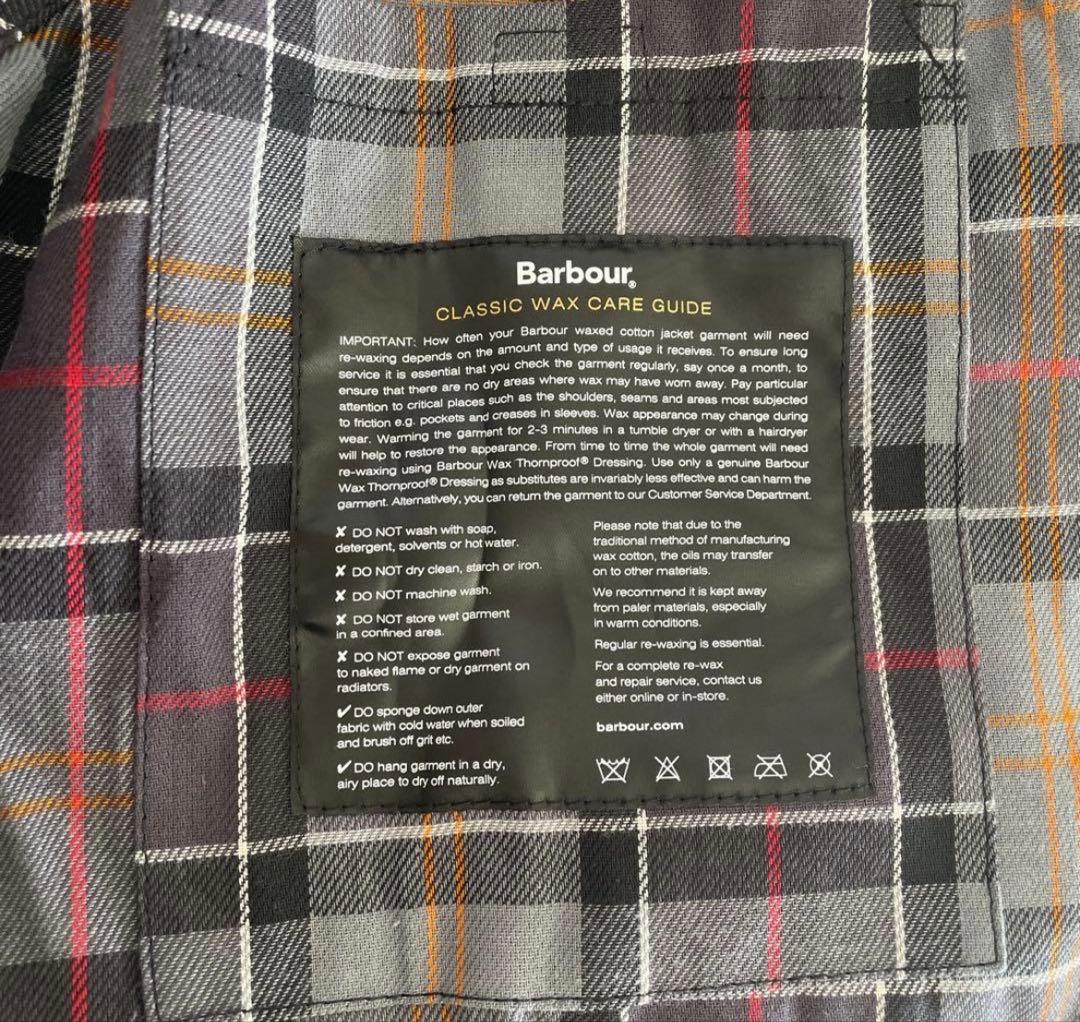 Barbour®
CLASSIC WAX CARE GUIDE
IMPORTANT: How often your Barbour waxed cotton jacket garment will need
re-waxing depends on the amount and type of usage it receives. To ensure long
service it is essential that you check the garment regularly, say once a month, to
ensure that there are no dry areas where wax may have worn away. Pay particular
attention to critical places such as the shoulders, seams and areas most subjected
to friction e.g. pockets and creases in sleeves. Wax appearance may change during
wear. Warming the garment for 2-3 minutes in a tumble dryer or with a hairdryer
will help to restore the appearance. From time to time the whole garment will need
re-waxing using Barbour Wax Thornproof® Dressing. Use only a genuine Barbour
Wax Thornproof® Dressing as substitutes are invariably less effective and can harm the
garment. Alternatively, you can return the garment to our Customer Service Department.
✘ DO NOT wash with soap,
detergent, solvents or hot water.
✘ DO NOT dry clean, starch or iron.
✘ DO NOT machine wash.
✘ DO NOT store wet garment
in a confined area.
✘ DO NOT expose garment
to naked flame or dry garment on
radiators.
✔ DO sponge down outer
fabric with cold water when soiled
and brush off grit etc.
✔ DO hang garment in a dry,
airy place to dry off naturally.
Please note that due to the
traditional method of manufacturing
wax cotton, the oils may transfer
on to other materials.
We recommend it is kept away
from paler materials, especially
in warm conditions.
Regular re-waxing is essential.
For a complete re-wax
and repair service, contact us
either online or in-store.
barbour.com